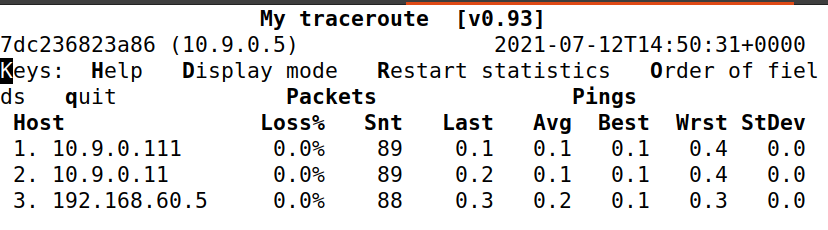 My traceroute  [v0.93]
7dc236823a86 (10.9.0.5)               2021-07-12T14:50:31+0000
Keys:  Help   Display mode   Restart statistics   Order of fiel
ds   quit             Packets               Pings
 Host               Loss%   Snt   Last   Avg  Best  Wrst StDev
 1. 10.9.0.111       0.0%    89    0.1   0.1   0.1   0.4   0.0
 2. 10.9.0.11        0.0%    89    0.2   0.1   0.1   0.4   0.0
 3. 192.168.60.5     0.0%    88    0.3   0.2   0.1   0.3   0.0